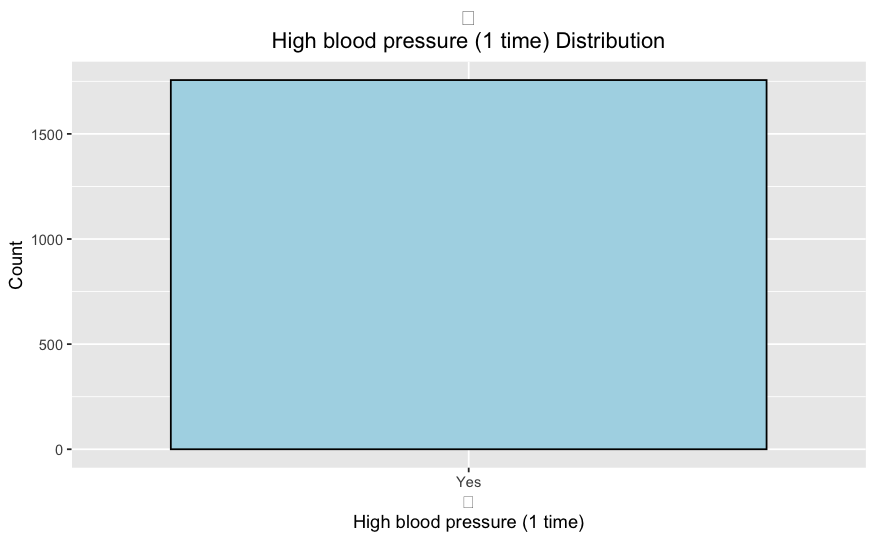 High blood pressure (1 time) Distribution
Count
1500
1000
500
0
Yes
High blood pressure (1 time)